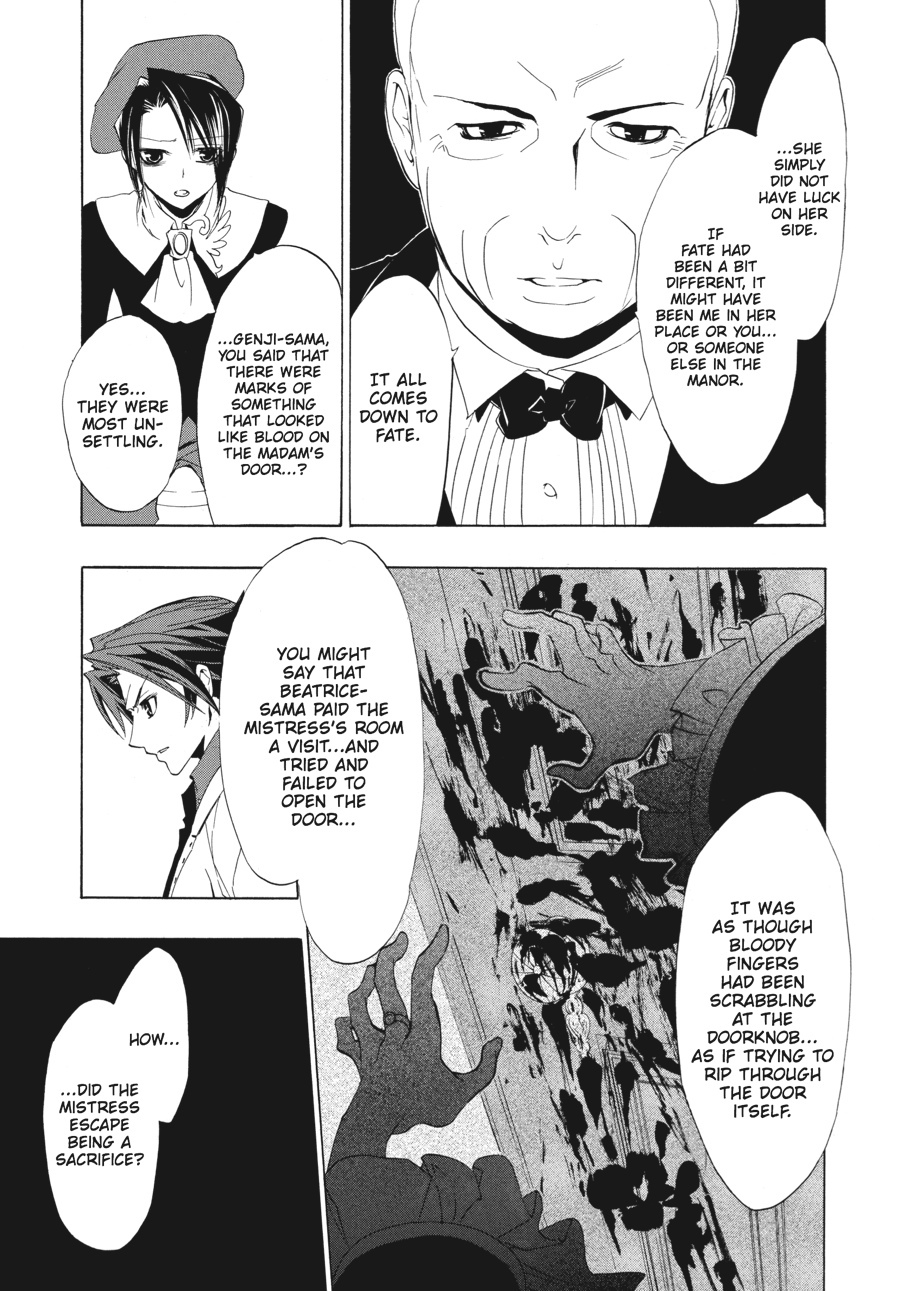 ...SHE
SIMPLY
DID NOT
HAVE LUCK
ON HER
SIDE.
IF
FATE HAD
BEEN A BIT
DIFFERENT, IT
MIGHT HAVE
BEEN ME IN HER
PLACE OR YOU...
OR SOMEONE
ELSE IN THE
MANOR.
IT ALL
COMES
DOWN TO
FATE.
...GENJI-SAMA,
YOU SAID THAT
THERE WERE
MARKS OF
SOMETHING
THAT LOOKED
LIKE BLOOD ON
THE MADAM'S
DOOR...?
YES...
THEY WERE
MOST UN-
SETTLING.
IT WAS
AS THOUGH
BLOODY
FINGERS
HAD BEEN
SCRABBLING
AT THE
DOORKNOB...
AS IF TRYING TO
RIP THROUGH
THE DOOR
ITSELF.
YOU MIGHT
SAY THAT
BEATRICE-
SAMA PAID THE
MISTRESS'S ROOM
A VISIT...AND
TRIED AND
FAILED TO
OPEN THE
DOOR...
HOW...
...DID THE
MISTRESS
ESCAPE
BEING A
SACRIFICE?